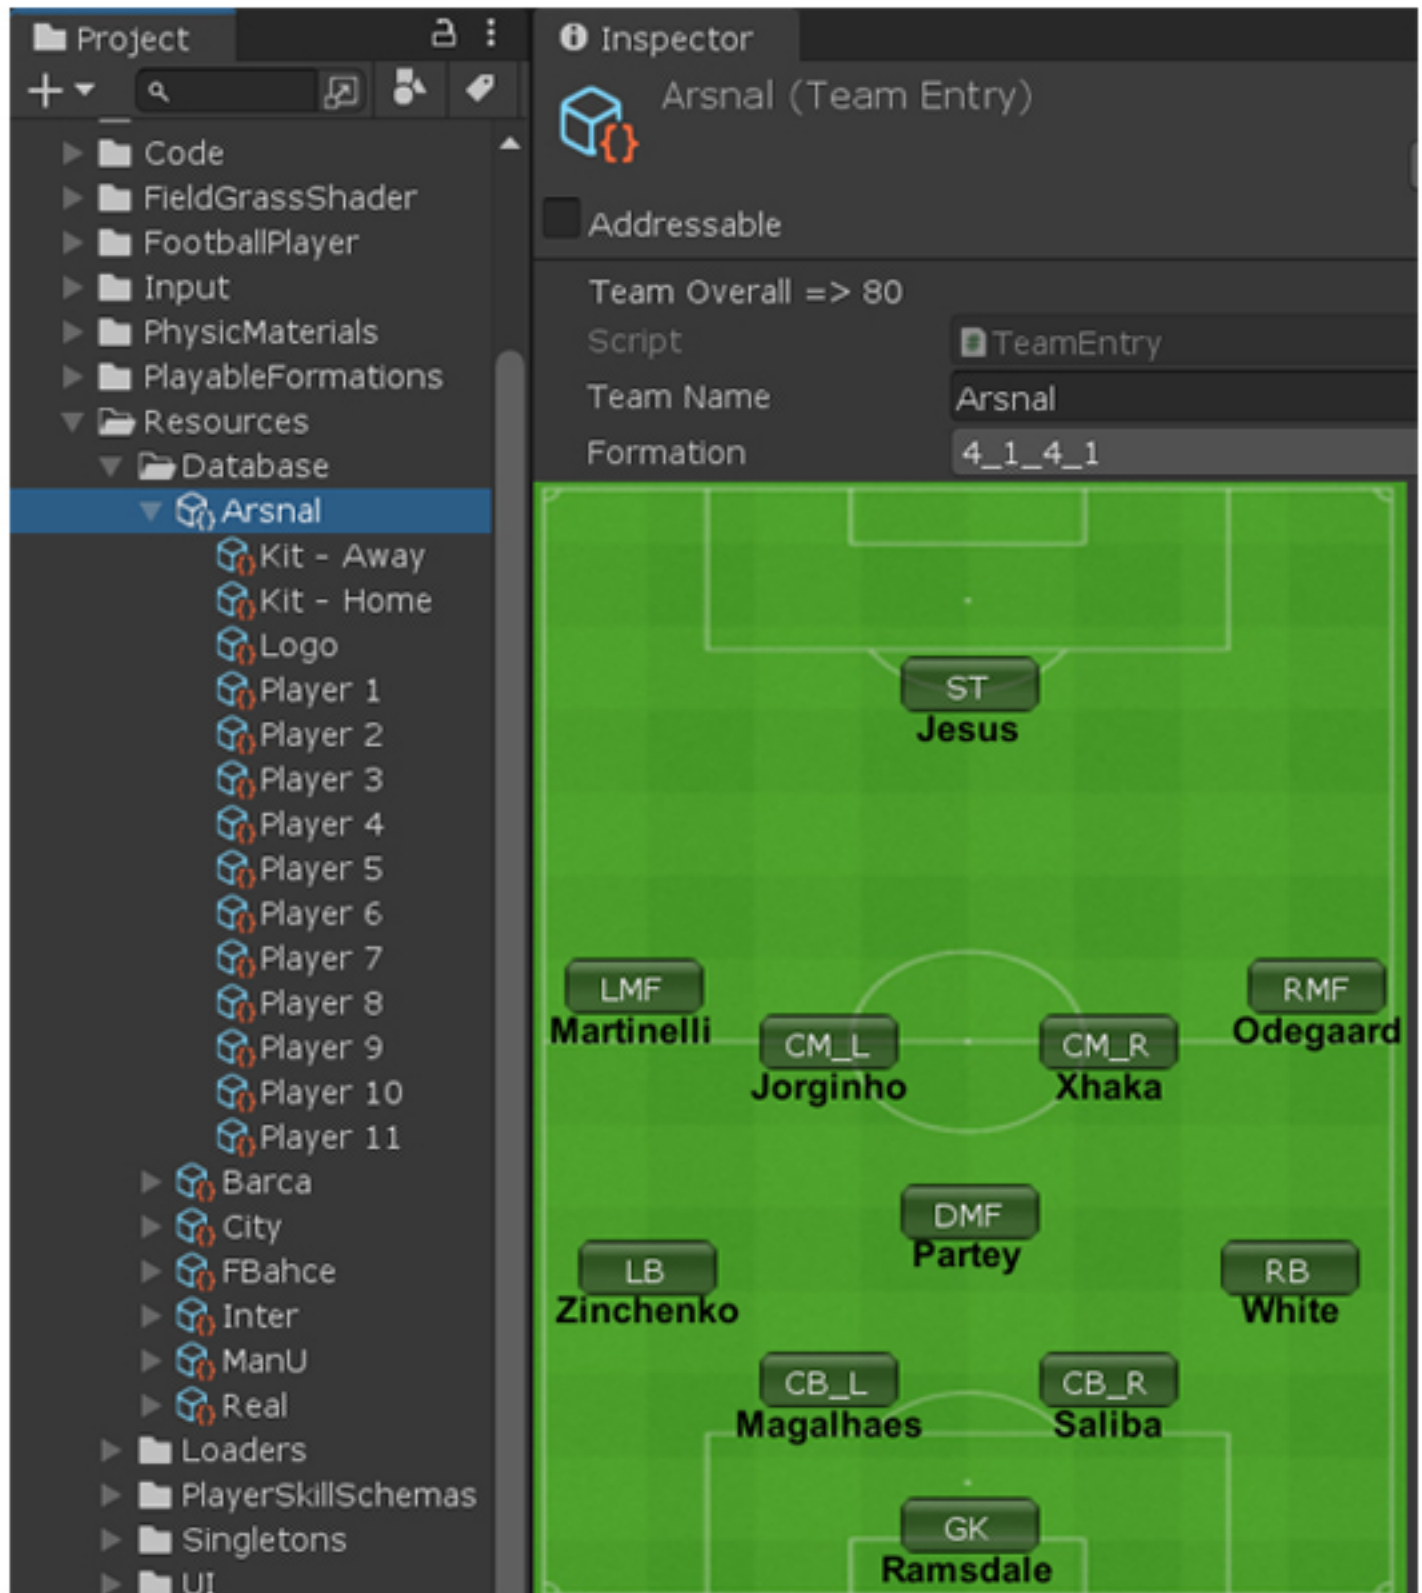 Project
Code
FieldGrassShader
FootballPlayer
Input
PhysicMaterials
PlayableFormations
Resources
Database
Arsnal
Kit - Away
Kit - Home
Logo
Player 1
Player 2
Player 3
Player 4
Player 5
Player 6
Player 7
Player 8
Player 9
Player 10
Player 11
Barca
City
FBahce
Inter
ManU
Real
Loaders
PlayerSkillSchemas
Singletons
UI
Inspector
Arsnal (Team Entry)
Addressable
Team Overall => 80
Script TeamEntry
Team Name Arsnal
Formation 4_1_4_1
ST
Jesus
LMF
Martinelli
RMF
Odegaard
CM_L
Jorginho
CM_R
Xhaka
DMF
Partey
LB
Zinchenko
RB
White
CB_L
Magalhaes
CB_R
Saliba
GK
Ramsdale